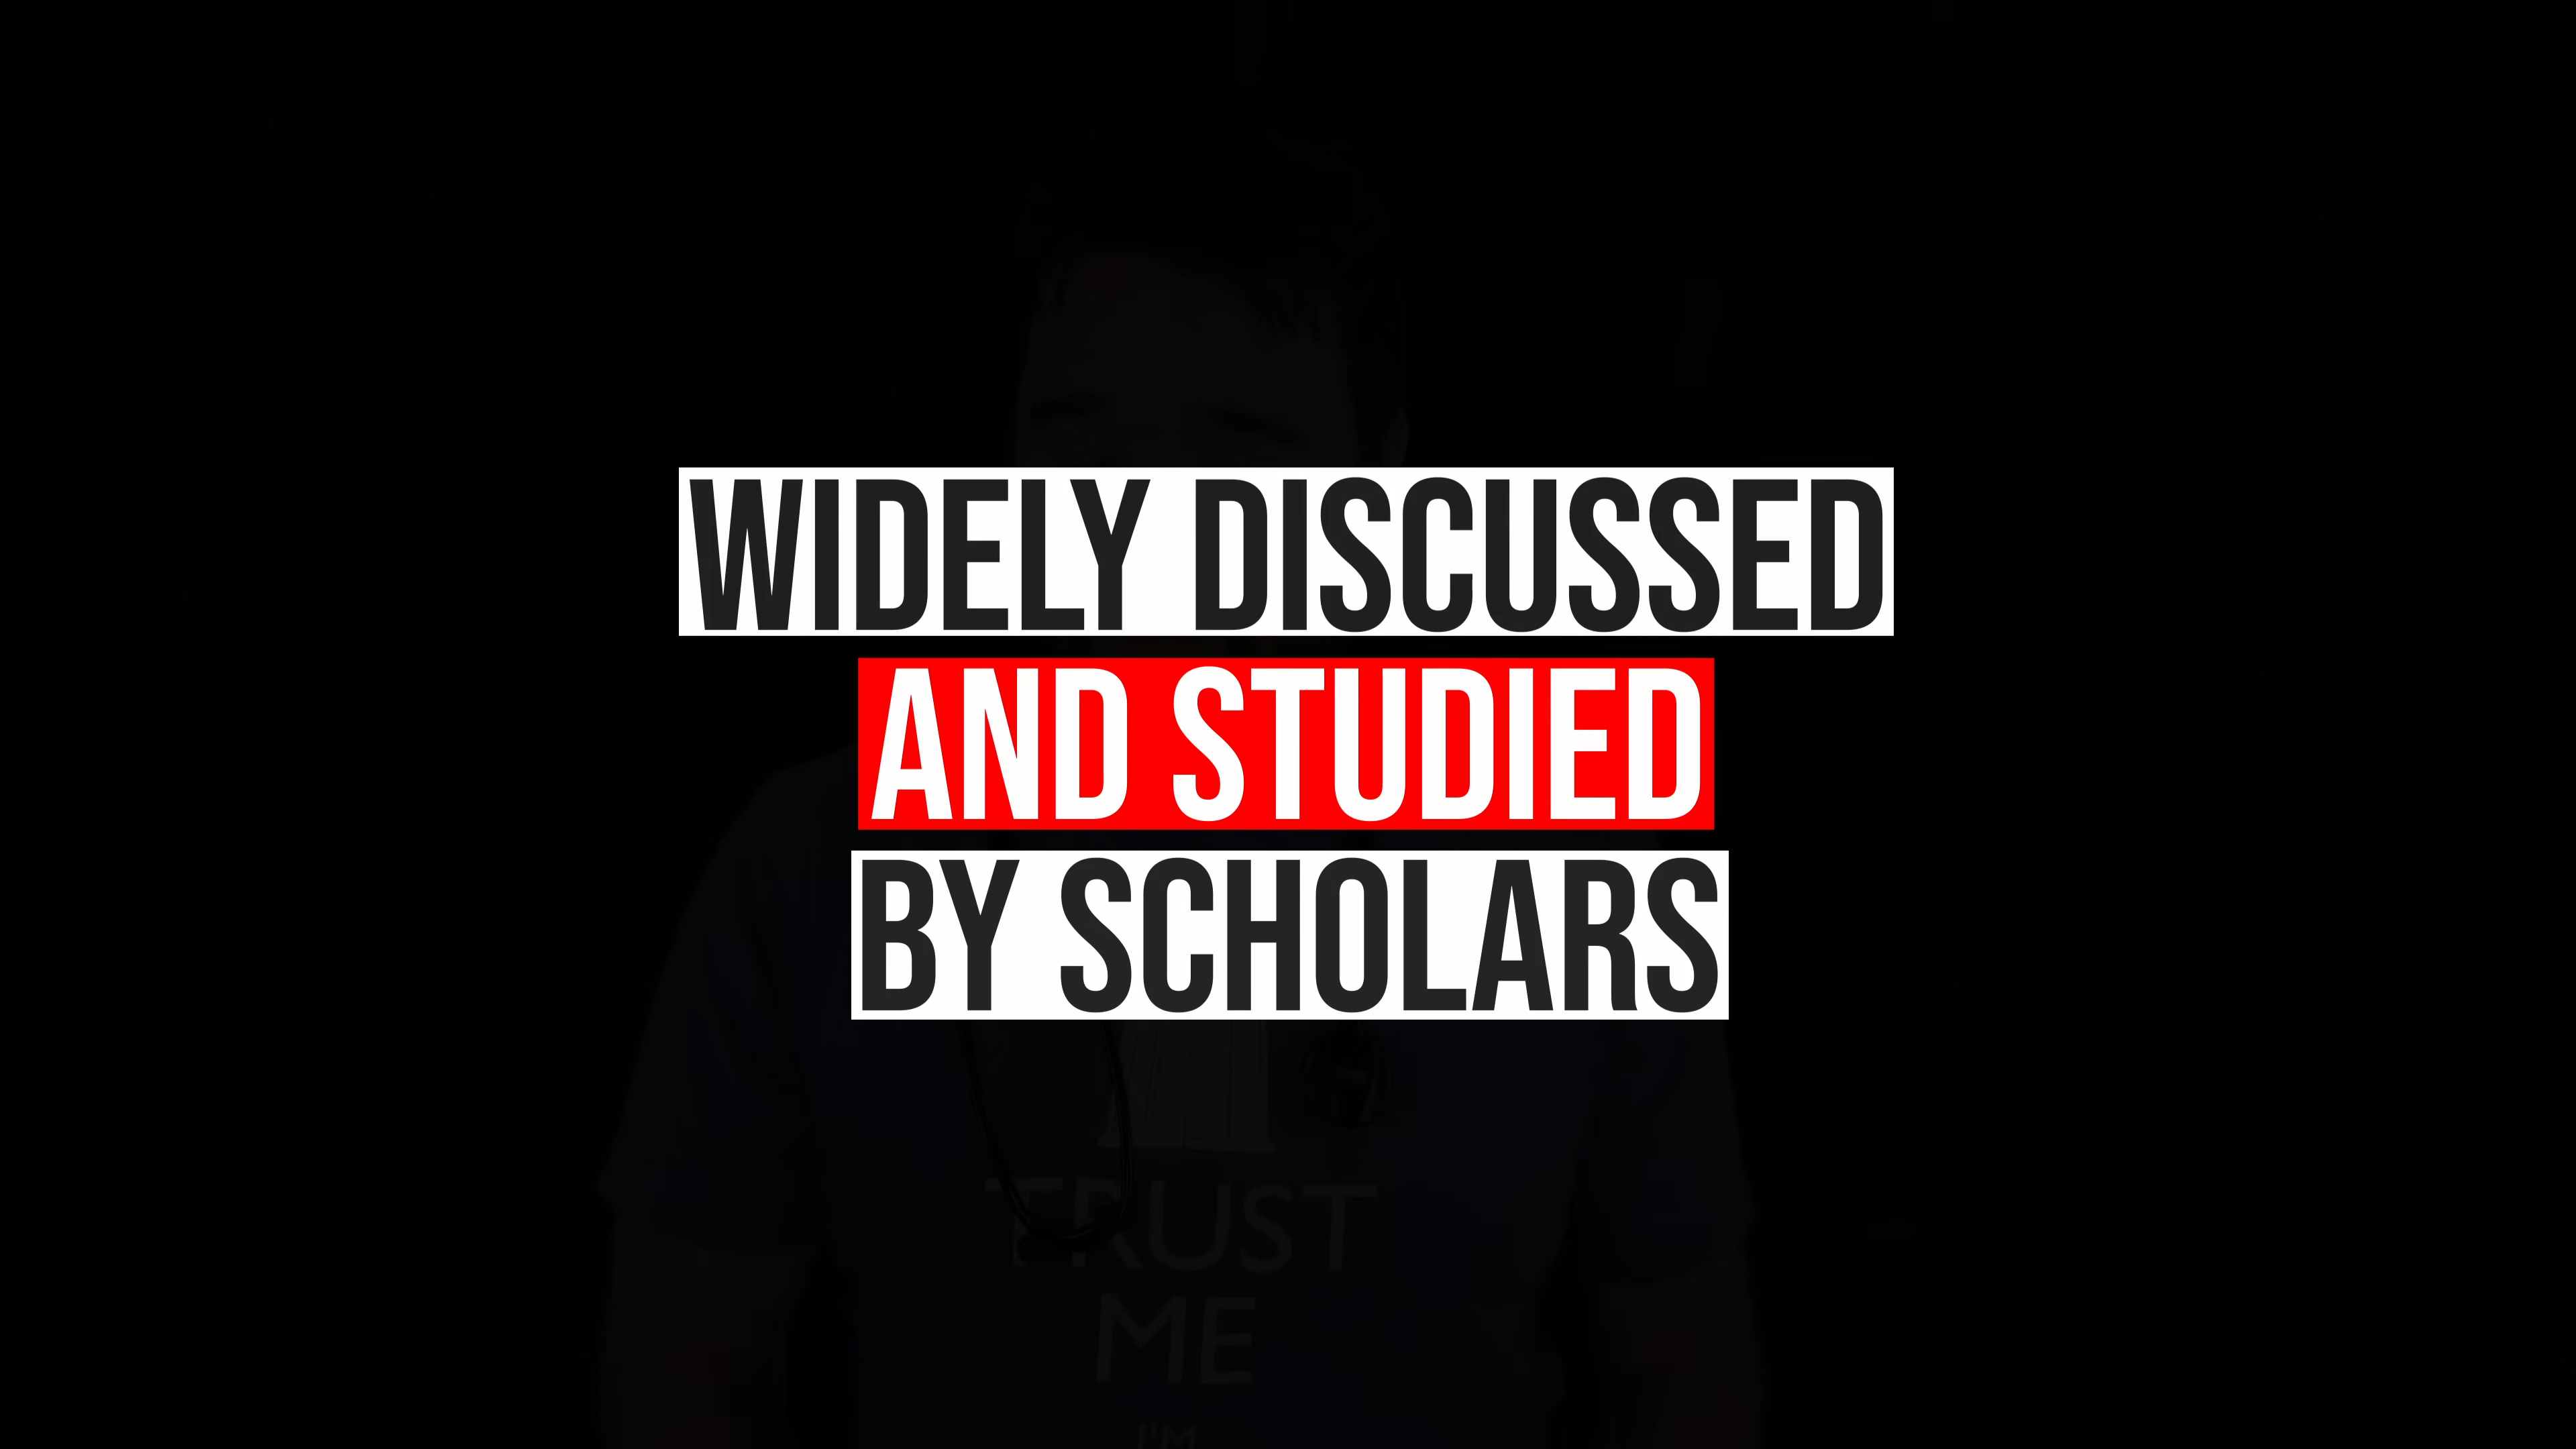 WIDELY DISCUSSED
AND STUDIED
BY SCHOLARS
TRUST
ME
I'M